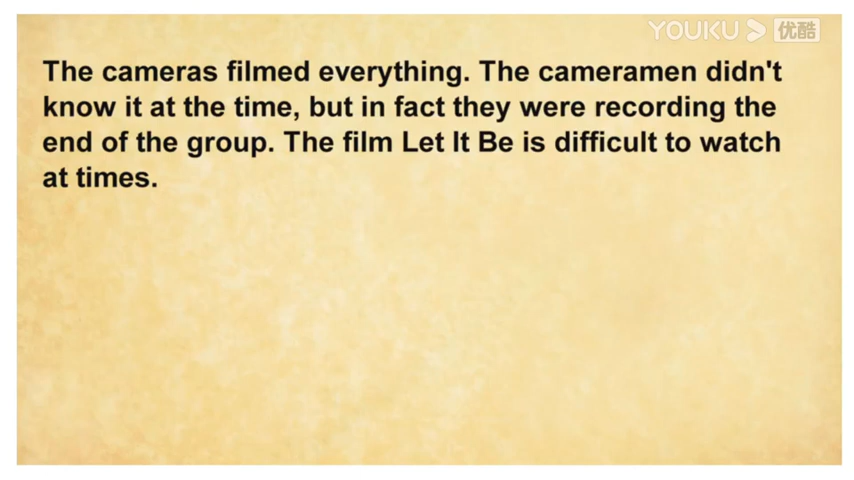 YOUKU 优酷
The cameras filmed everything. The cameramen didn't
know it at the time, but in fact they were recording the
end of the group. The film Let It Be is difficult to watch
at times.